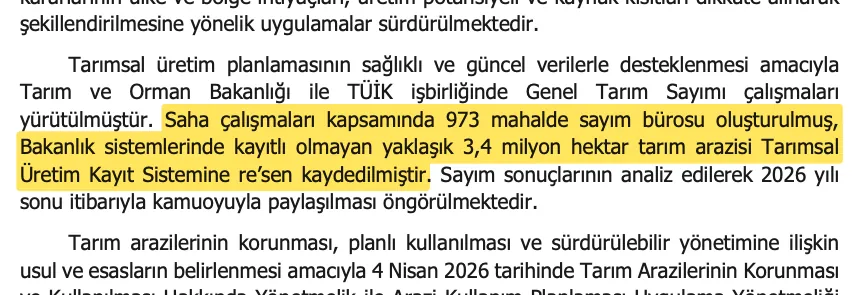 şekillendirilmesine yönelik uygulamalar sürdürülmektedir.
Tarımsal üretim planlamasının sağlıklı ve güncel verilerle desteklenmesi amacıyla
Tarım ve Orman Bakanlığı ile TÜİK işbirliğinde Genel Tarım Sayımı çalışmaları
yürütülmüştür. Saha çalışmaları kapsamında 973 mahalde sayım bürosu oluşturulmuş,
Bakanlık sistemlerinde kayıtlı olmayan yaklaşık 3,4 milyon hektar tarım arazisi Tarımsal
Üretim Kayıt Sistemine re’sen kaydedilmiştir. Sayım sonuçlarının analiz edilerek 2026 yılı
sonu itibarıyla kamuoyuyla paylaşılması öngörülmektedir.
Tarım arazilerinin korunması, planlı kullanılması ve sürdürülebilir yönetimine ilişkin
usul ve esasların belirlenmesi amacıyla 4 Nisan 2026 tarihinde Tarım Arazilerinin Korunması